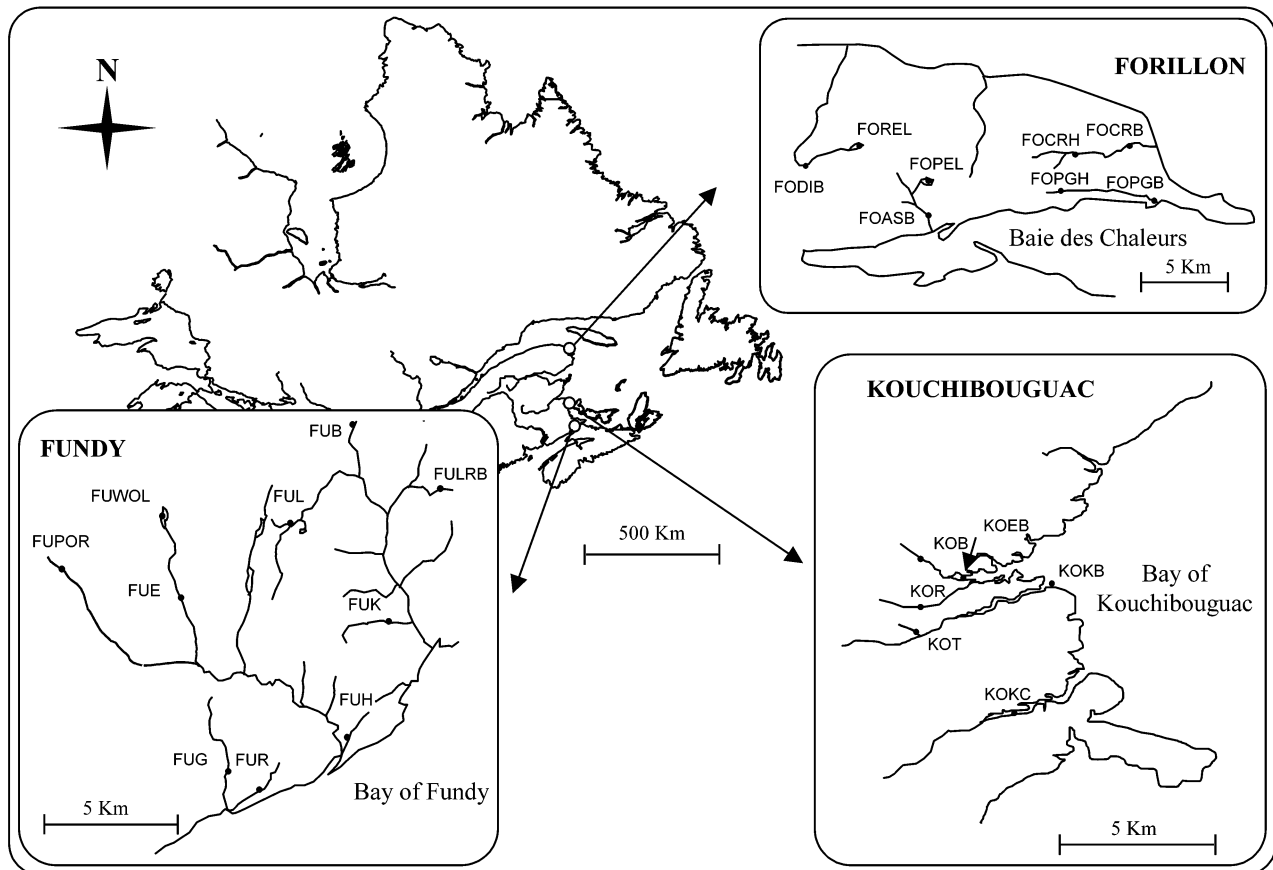 N
500 Km
FORILLON
FOREL
FOCRH
FOCRB
FOPEL
FODIB
FOPGH
FOPGB
FOASB
Baie des Chaleurs
5 Km
FUNDY
FUB
FULRB
FUWOL
FUL
FUPOR
FUE
FUK
FUH
FUG
FUR
Bay of Fundy
5 Km
KOUCHIBOUGUAC
KOEB
KOB
KOKB
KOR
Bay of
Kouchibouguac
KOT
KOKC
5 Km